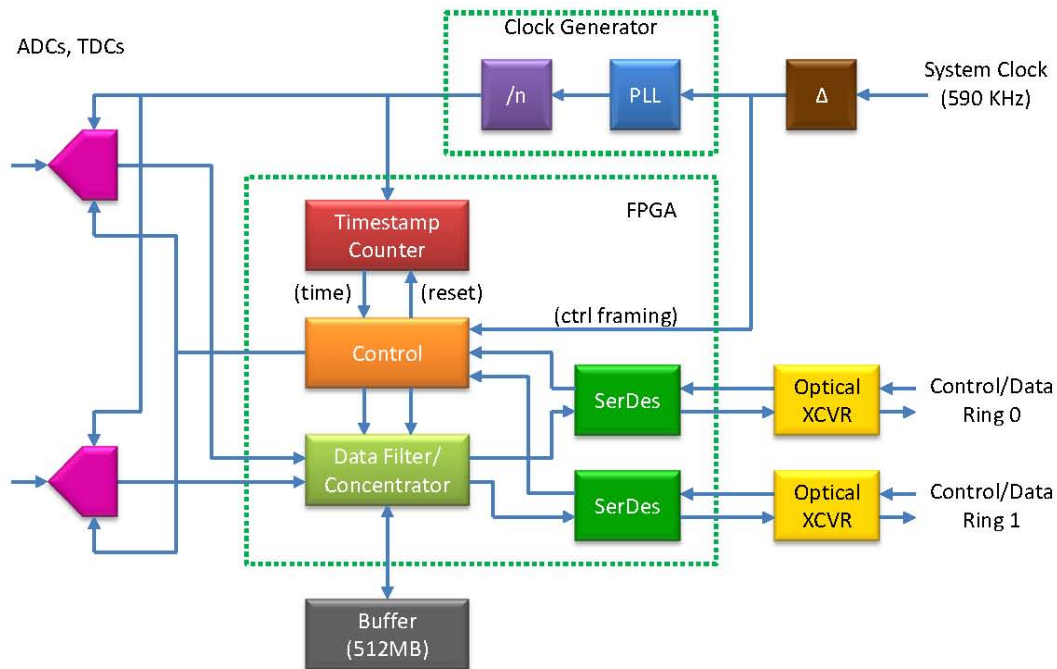 Clock Generator
ADCs, TDCs
System Clock
(590 KHz)
/n
PLL
Δ
FPGA
Timestamp
Counter
(time)
(reset)
(ctrl framing)
Control
SerDes
Optical
XCVR
Control/Data
Ring 0
Data Filter/
Concentrator
SerDes
Optical
XCVR
Control/Data
Ring 1
Buffer
(512MB)